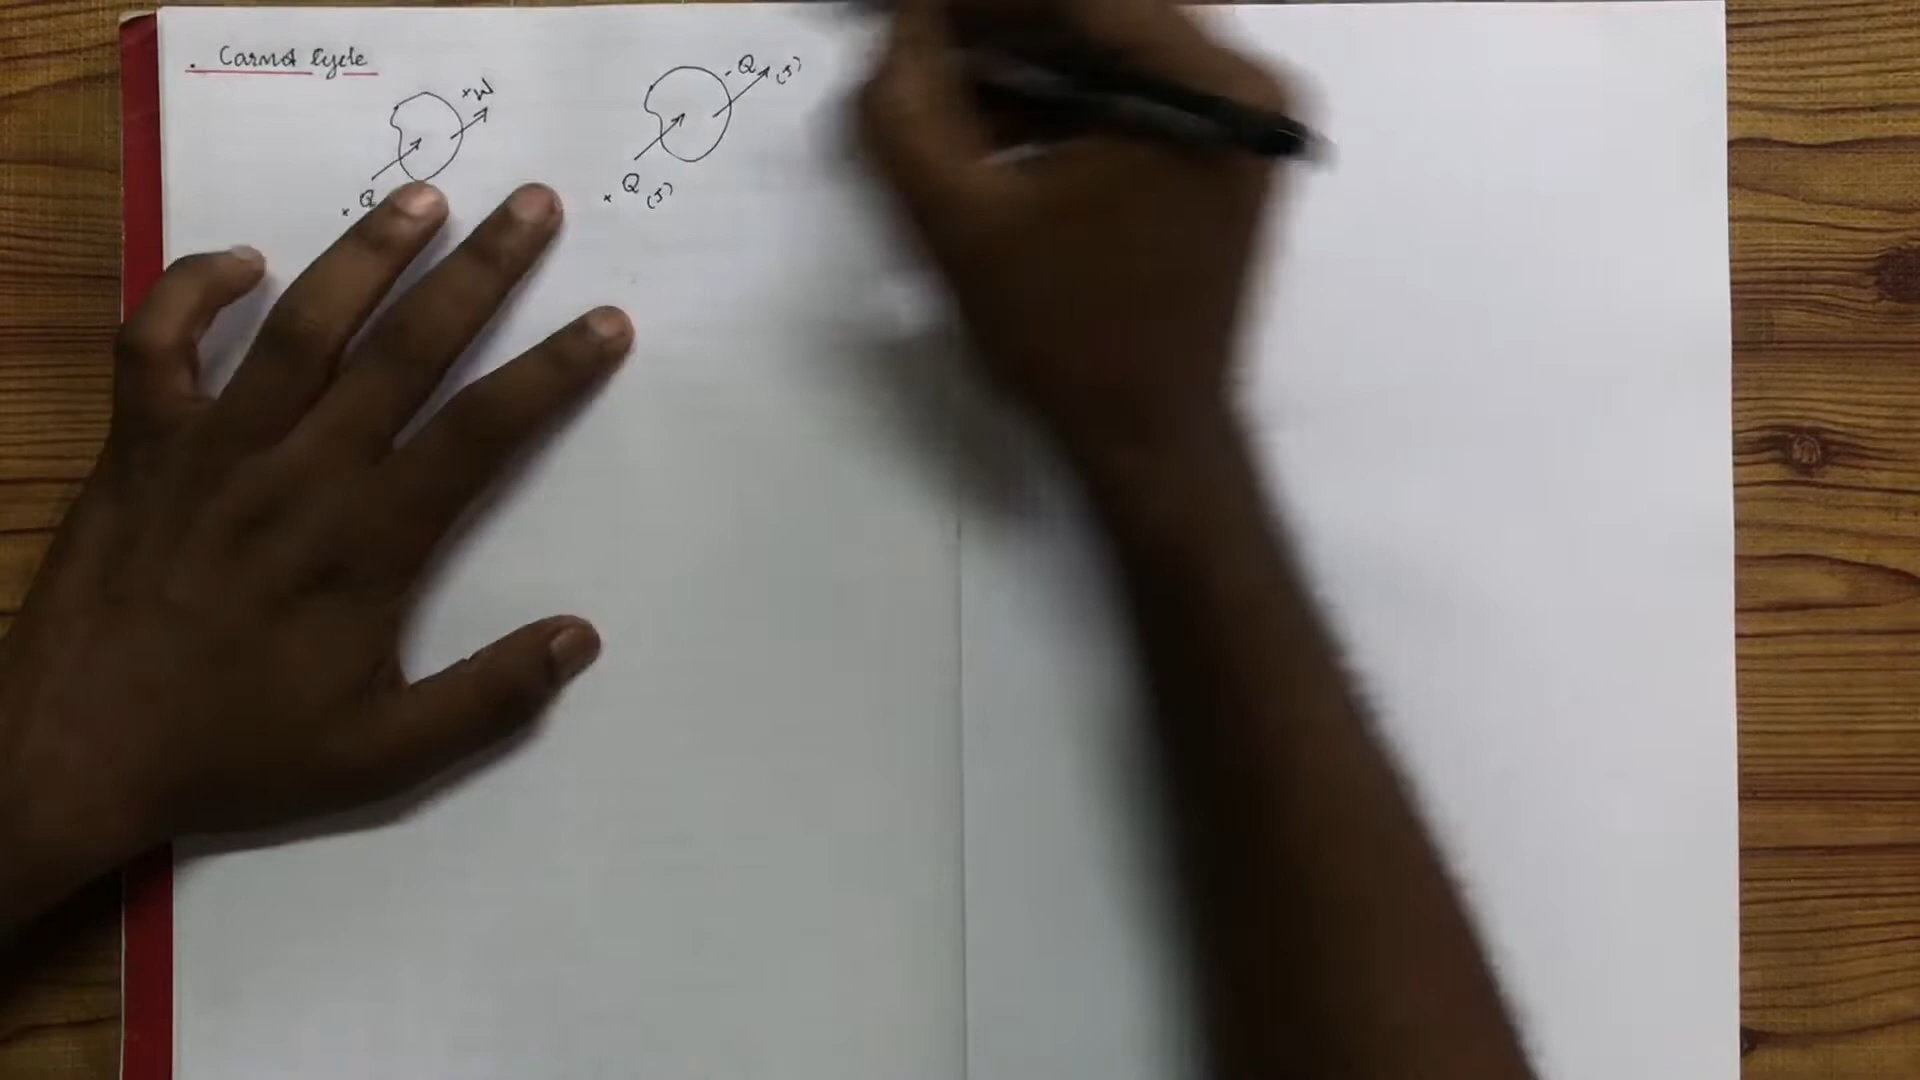 . Carnot Cycle
+W
+ Q
- Q (J)
+ Q (J)